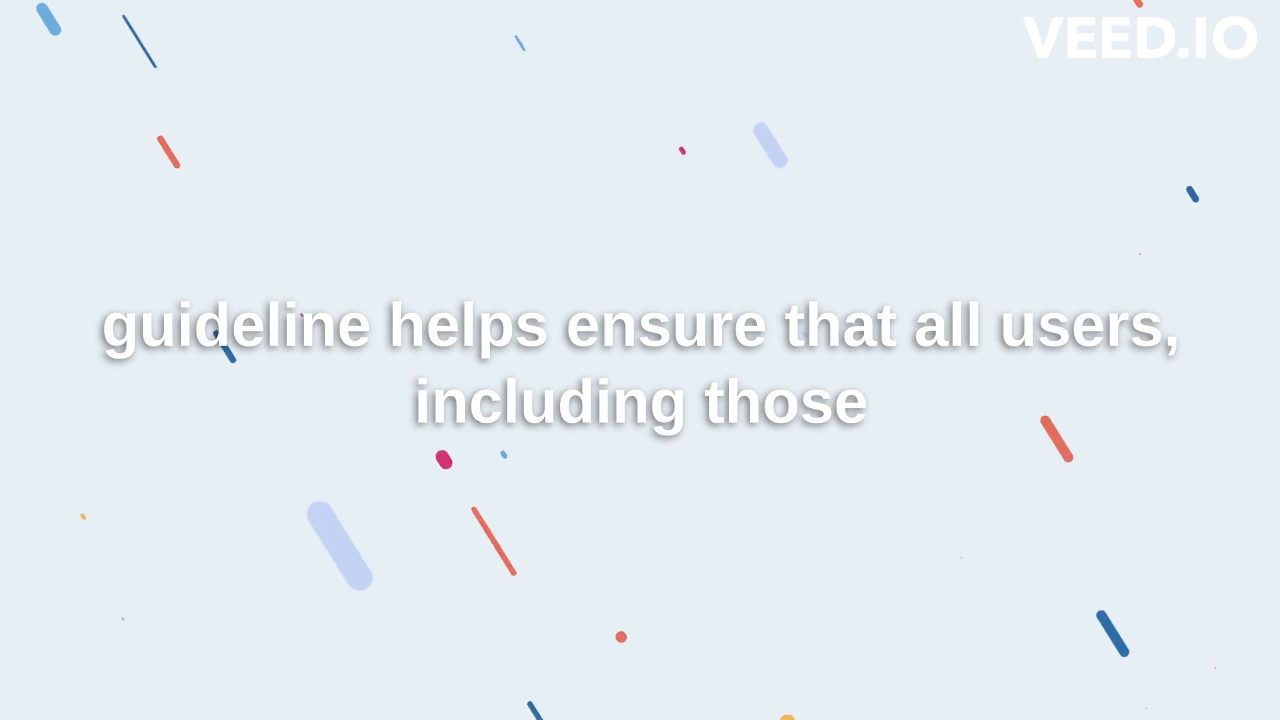 VEED.IO
guideline helps ensure that all users,
including those